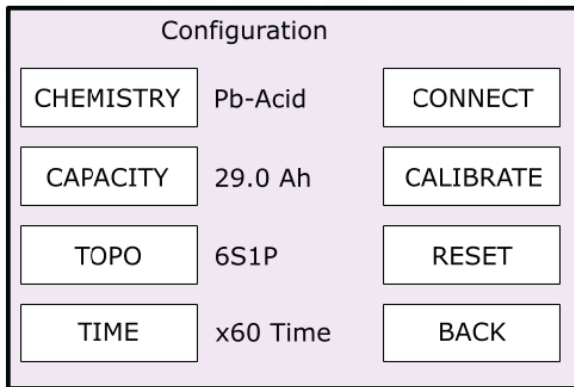 Configuration
CHEMISTRY Pb-Acid CONNECT
CAPACITY 29.0 Ah CALIBRATE
TOPO 6S1P RESET
TIME x60 Time BACK